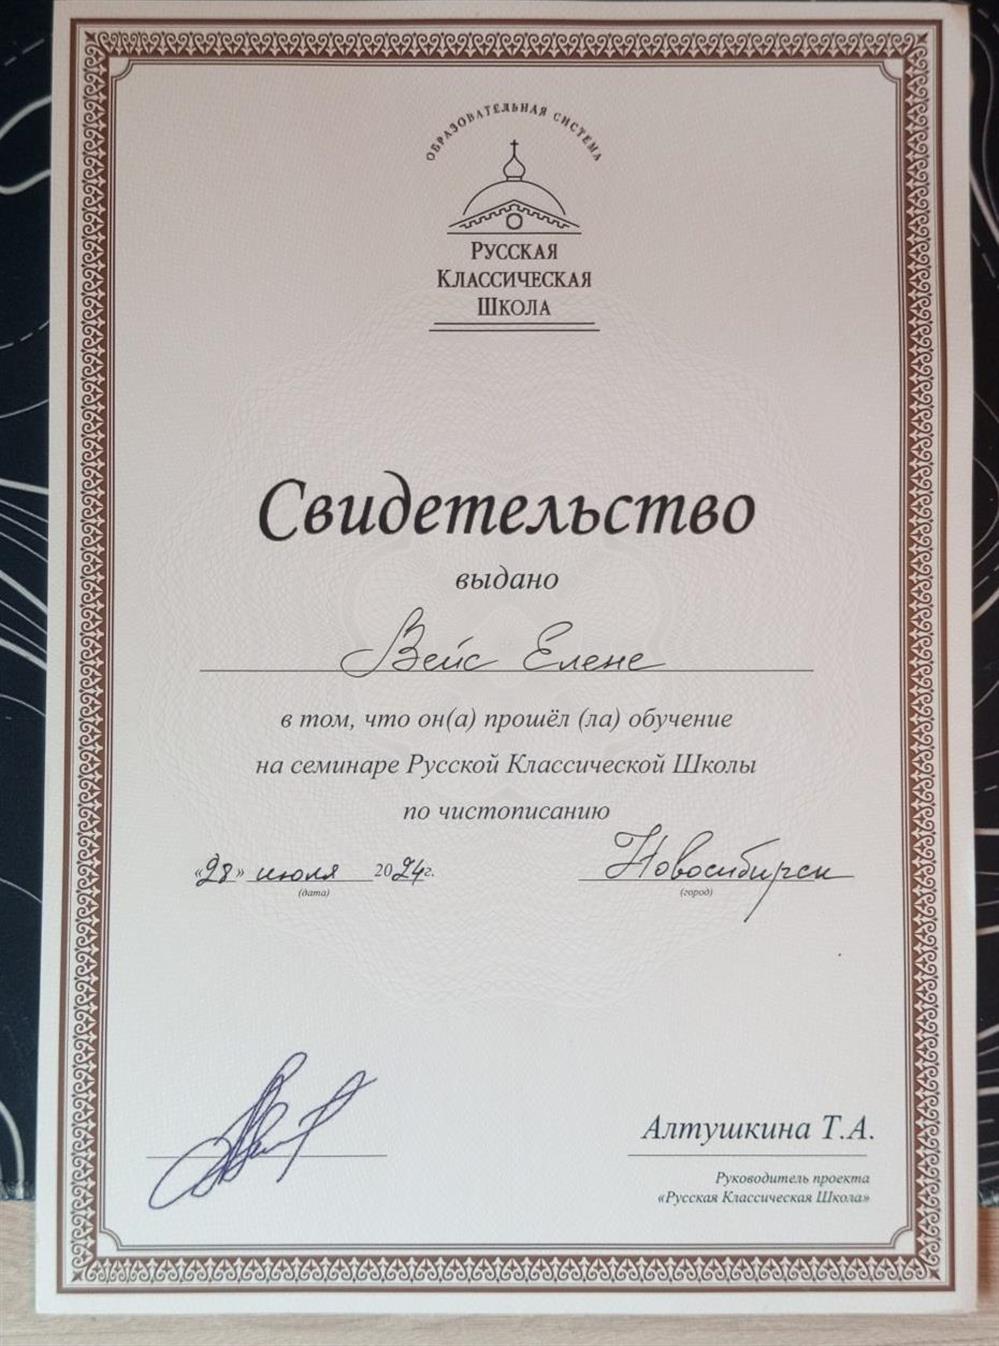 ОБРАЗОВАТЕЛЬНАЯ СИСТЕМА
РУССКАЯ
КЛАССИЧЕСКАЯ
ШКОЛА
Свидетельство
выдано
Вейс Елене
в том, что он(а) прошёл (ла) обучение
на семинаре Русской Классической Школы
по чистописанию
«28» июля 2024г. Новосибирск
(дата) (город)
Алтушкина Т.А.
Руководитель проекта
«Русская Классическая Школа»